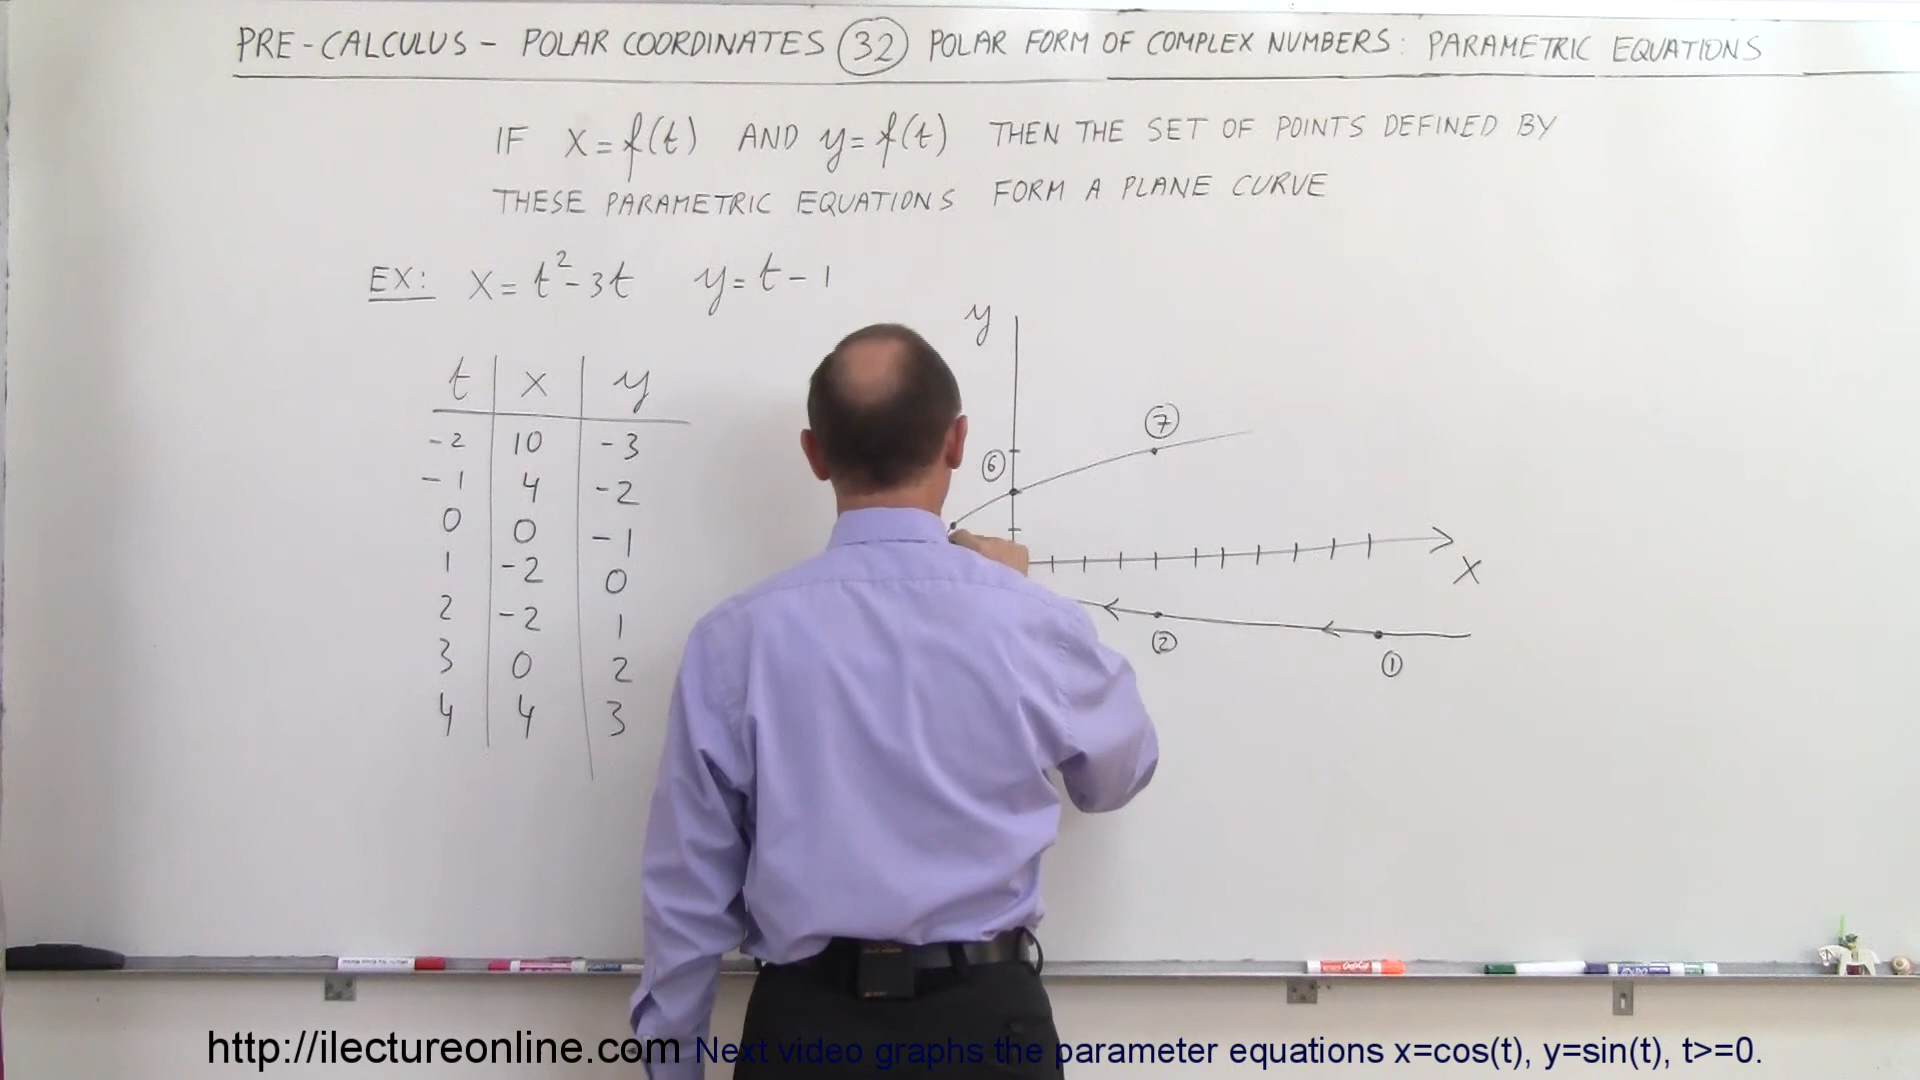 PRE-CALCULUS - POLAR COORDINATES 32 POLAR FORM OF COMPLEX NUMBERS: PARAMETRIC EQUATIONS
IF x=f(t) AND y=f(t) THEN THE SET OF POINTS DEFINED BY
THESE PARAMETRIC EQUATIONS FORM A PLANE CURVE
EX: x=t²-3t y=t-1
t x y
-2 10 -3
-1 4 -2
0 0 -1
1 -2 0
2 -2 1
3 0 2
4 4 3
y
7
6
x
2
1
http://ilectureonline.com Next video graphs the parameter equations x=cos(t), y=sin(t), t>=0.